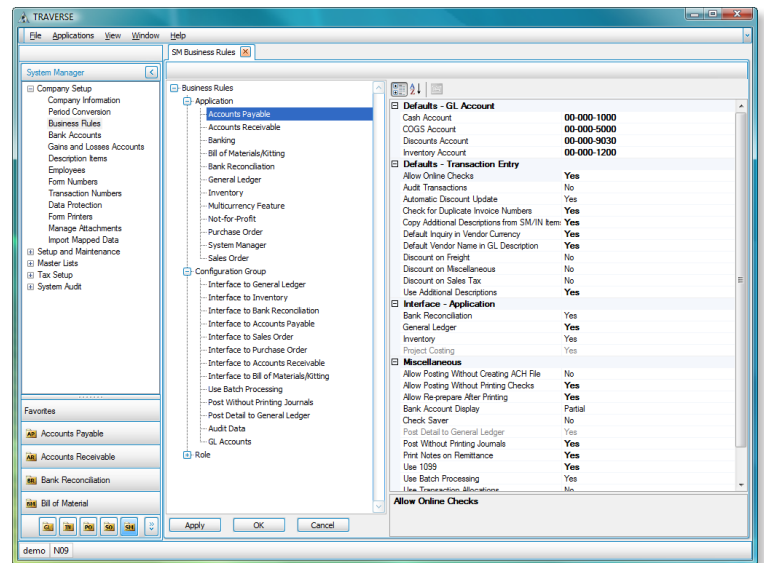 TRAVERSE
File Applications View Window Help
SM Business Rules
System Manager
Company Setup
Company Information
Period Conversion
Business Rules
Bank Accounts
Gains and Losses Accounts
Description Items
Employees
Form Numbers
Transaction Numbers
Data Protection
Form Printers
Manage Attachments
Import Mapped Data
Setup and Maintenance
Master Lists
Tax Setup
System Audit
Favorites
AP Accounts Payable
AR Accounts Receivable
BR Bank Reconciliation
BM Bill of Material
GL PO SO SM
Business Rules
Application
Accounts Payable
Accounts Receivable
Banking
Bill of Materials/Kitting
Bank Reconciliation
General Ledger
Inventory
Multicurrency Feature
Not-for-Profit
Purchase Order
System Manager
Sales Order
Configuration Group
Interface to General Ledger
Interface to Inventory
Interface to Bank Reconciliation
Interface to Accounts Payable
Interface to Sales Order
Interface to Purchase Order
Interface to Accounts Receivable
Interface to Bill of Materials/Kitting
Use Batch Processing
Post Without Printing Journals
Post Detail to General Ledger
Audit Data
GL Accounts
Role
Apply OK Cancel
Defaults - GL Account
Cash Account 00-000-1000
COGS Account 00-000-5000
Discounts Account 00-000-9030
Inventory Account 00-000-1200
Defaults - Transaction Entry
Allow Online Checks Yes
Audit Transactions No
Automatic Discount Update Yes
Check for Duplicate Invoice Numbers Yes
Copy Additional Descriptions from SM/IN Item: Yes
Default Inquiry in Vendor Currency Yes
Default Vendor Name in GL Description Yes
Discount on Freight No
Discount on Miscellaneous No
Discount on Sales Tax No
Use Additional Descriptions Yes
Interface - Application
Bank Reconciliation Yes
General Ledger Yes
Inventory Yes
Project Costing Yes
Miscellaneous
Allow Posting Without Creating ACH File No
Allow Posting Without Printing Checks Yes
Allow Re-prepare After Printing Yes
Bank Account Display Partial
Check Saver No
Post Detail to General Ledger Yes
Post Without Printing Journals Yes
Print Notes on Remittance Yes
Use 1099 Yes
Use Batch Processing Yes
Use Transaction Allocations No
Allow Online Checks
demo N09